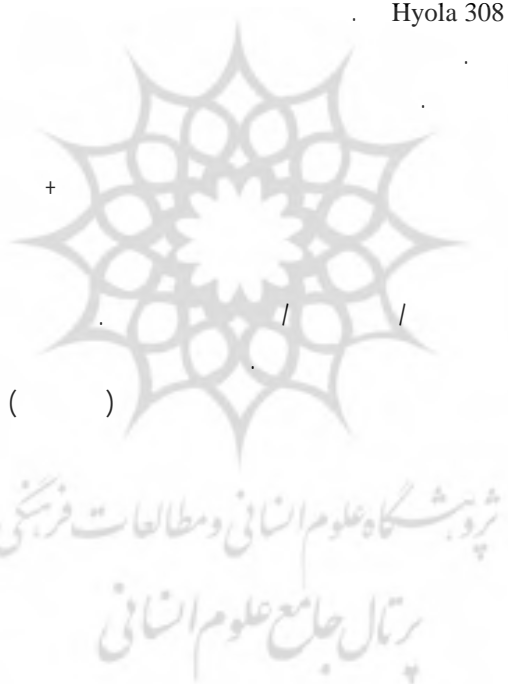 . Hyola 308
.
.
+
. / /
.
( )
پژوهشگاه علوم انسانی و مطالعات فرهنگی
پرتال جامع علوم انسانی